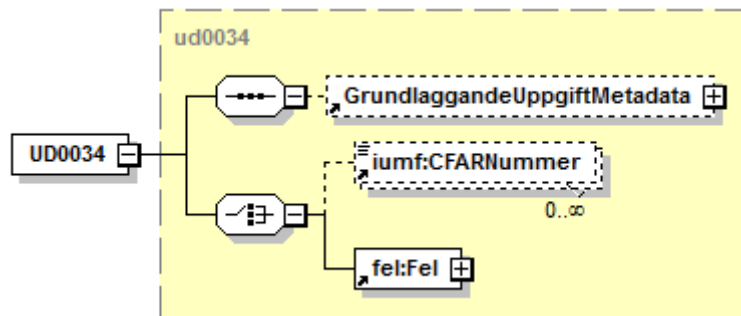 ud0034
GrundlaggandeUppgiftMetadata
UD0034
iumf:CFARNummer
0..∞
fel:Fel